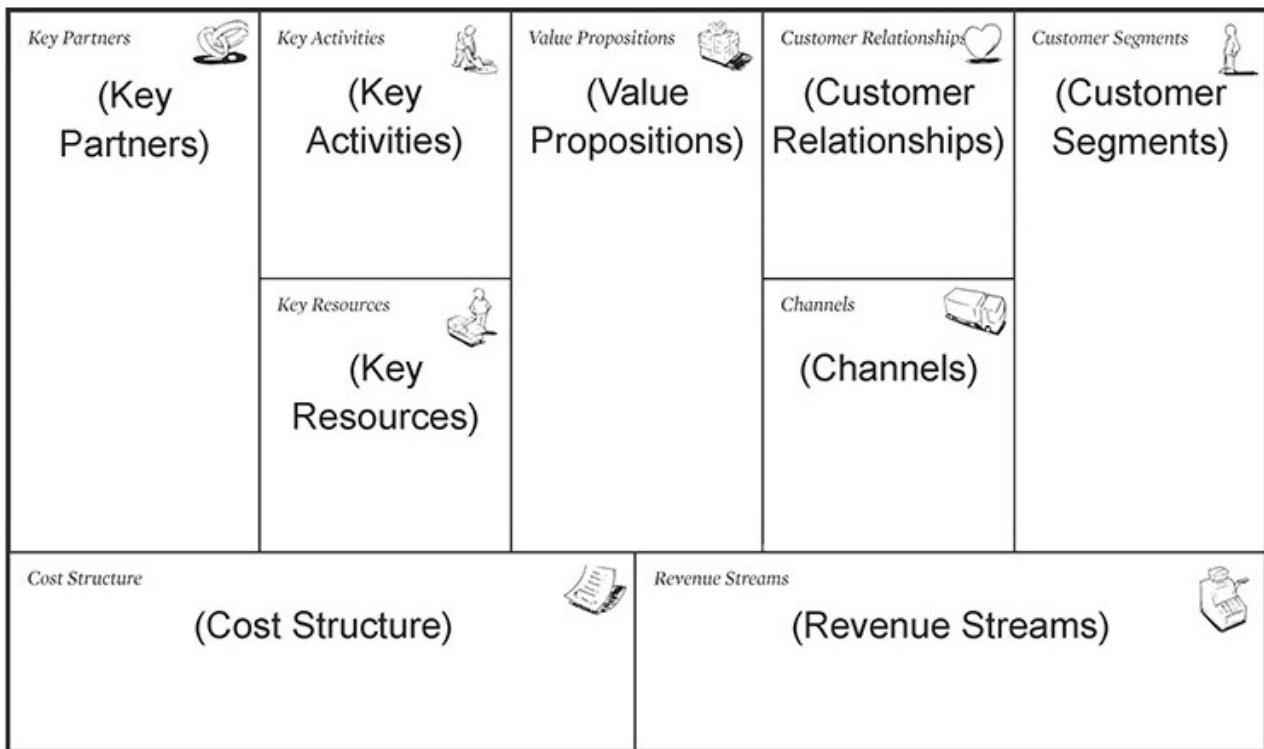 Key Partners
(Key
Partners)
Key Activities
(Key
Activities)
Key Resources
(Key
Resources)
Value Propositions
(Value
Propositions)
Customer Relationships
(Customer
Relationships)
Channels
(Channels)
Customer Segments
(Customer
Segments)
Cost Structure
(Cost Structure)
Revenue Streams
(Revenue Streams)